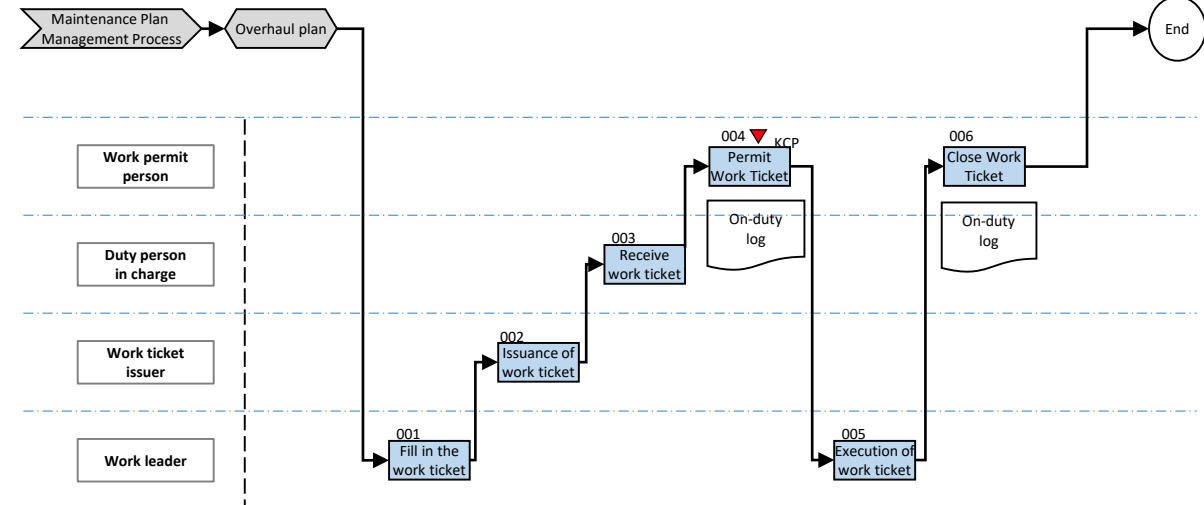 Maintenance Plan
Management Process
Overhaul plan
End
Work permit
person
004
KCP
Permit
Work Ticket
006
Close Work
Ticket
On-duty
log
On-duty
log
Duty person
in charge
003
Receive
work ticket
Work ticket
issuer
002
Issuance of
work ticket
Work leader
001
Fill in the
work ticket
005
Execution of
work ticket